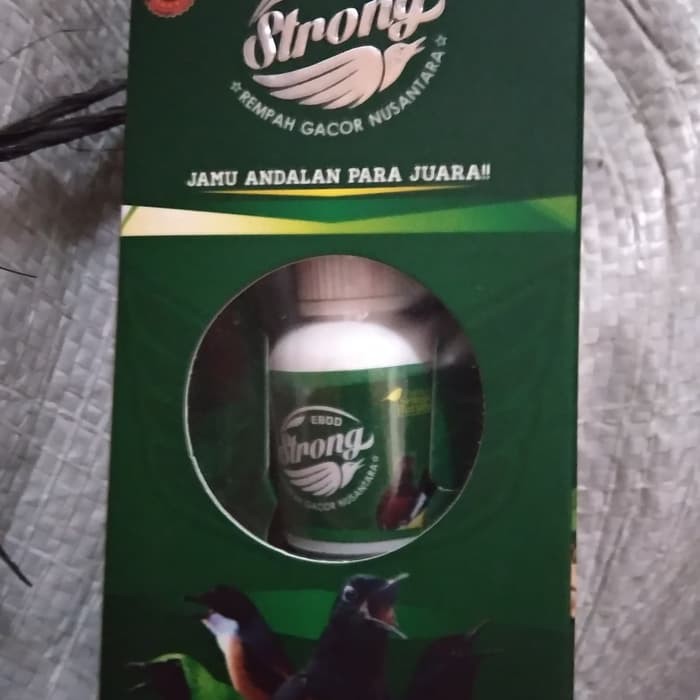 Strong
REMPAH GACOR NUSANTARA
JAMU ANDALAN PARA JUARA!!
EBOD
Strong
GACOR NUSANTARA